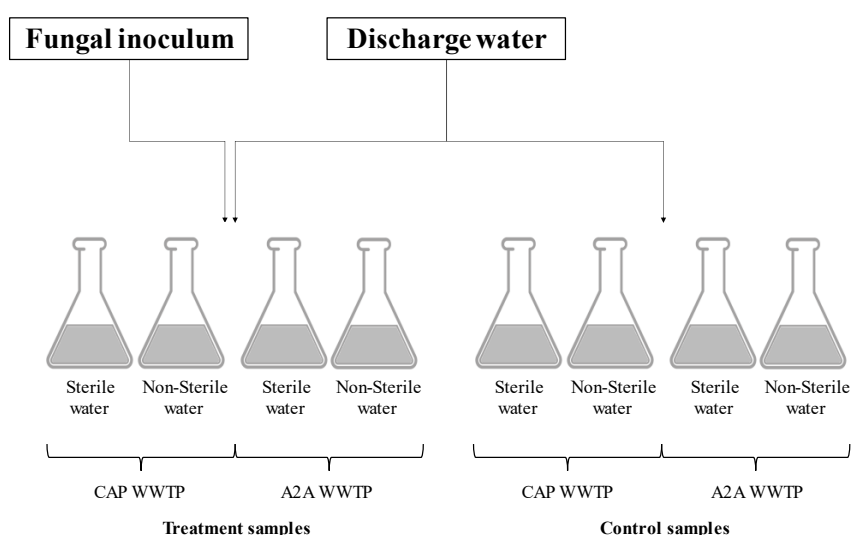 Fungal inoculum
Discharge water
Sterile
water
Non-Sterile
water
Sterile
water
Non-Sterile
water
Sterile
water
Non-Sterile
water
Sterile
water
Non-Sterile
water
CAP WWTP
A2A WWTP
CAP WWTP
A2A WWTP
Treatment samples
Control samples